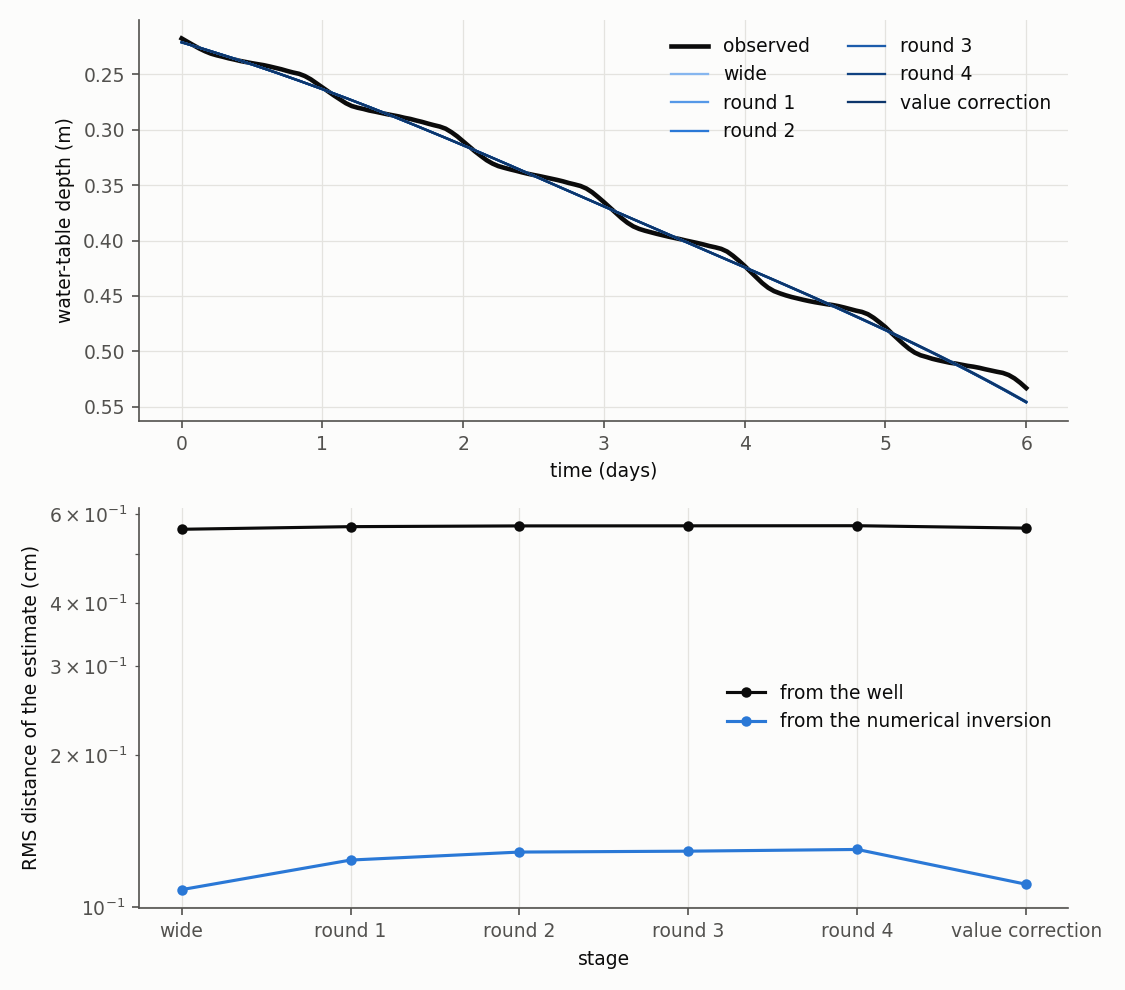 observed
wide
round 1
round 2
round 3
round 4
value correction
water-table depth (m)
0.25
0.30
0.35
0.40
0.45
0.50
0.55
0
1
2
3
4
5
6
time (days)
RMS distance of the estimate (cm)
6 × 10⁻¹
4 × 10⁻¹
3 × 10⁻¹
2 × 10⁻¹
10⁻¹
from the well
from the numerical inversion
wide
round 1
round 2
round 3
round 4
value correction
stage